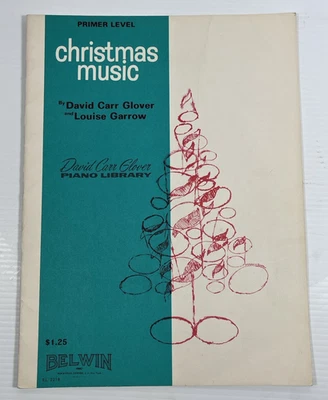 PRIMER LEVEL
christmas
music
By David Carr Glover
and Louise Garrow
David Carr Glover
PIANO LIBRARY
$1.25
BELWIN